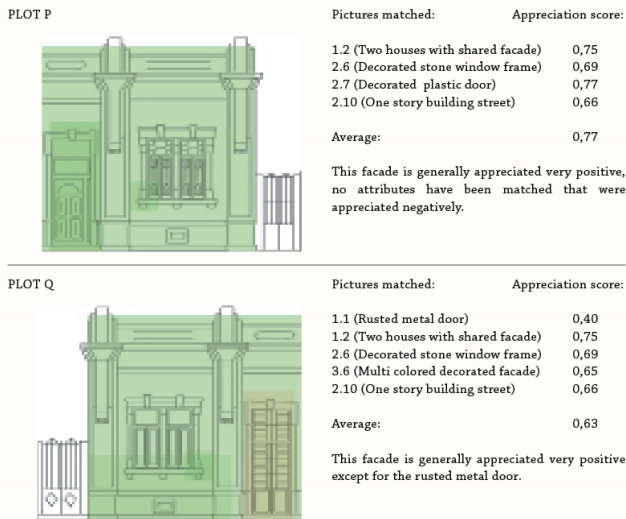 PLOT P
Pictures matched: Appreciation score:
1.2 (Two houses with shared facade) 0,75
2.6 (Decorated stone window frame) 0,69
2.7 (Decorated plastic door) 0,77
2.10 (One story building street) 0,66
Average: 0,77
This facade is generally appreciated very positive,
no attributes have been matched that were
appreciated negatively.
PLOT Q
Pictures matched: Appreciation score:
1.1 (Rusted metal door) 0,40
1.2 (Two houses with shared facade) 0,75
2.6 (Decorated stone window frame) 0,69
3.6 (Multi colored decorated facade) 0,65
2.10 (One story building street) 0,66
Average: 0,63
This facade is generally appreciated very positive
except for the rusted metal door.